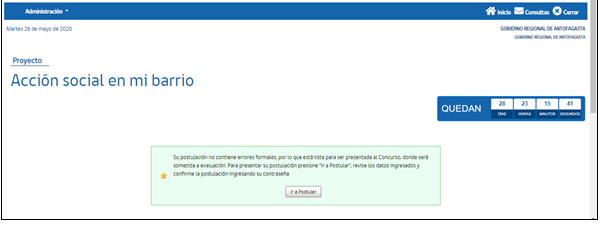 Administración Inicio Consultas Cerrar
Martes 26 de mayo de 2020 GOBIERNO REGIONAL DE ANTOFAGASTA
GOBIERNO REGIONAL DE ANTOFAGASTA
Proyecto
Acción social en mi barrio
QUEDAN 28 23 15 41
DÍAS HORAS MINUTOS SEGUNDOS
Su postulación no contiene errores formales, por lo que está lista para ser presentada al Concurso, donde será
sometida a evaluación. Para presentar su postulación presione "Ir a Postular", revise los datos ingresados y
confirme la postulación ingresando su contraseña.
Ir a Postular